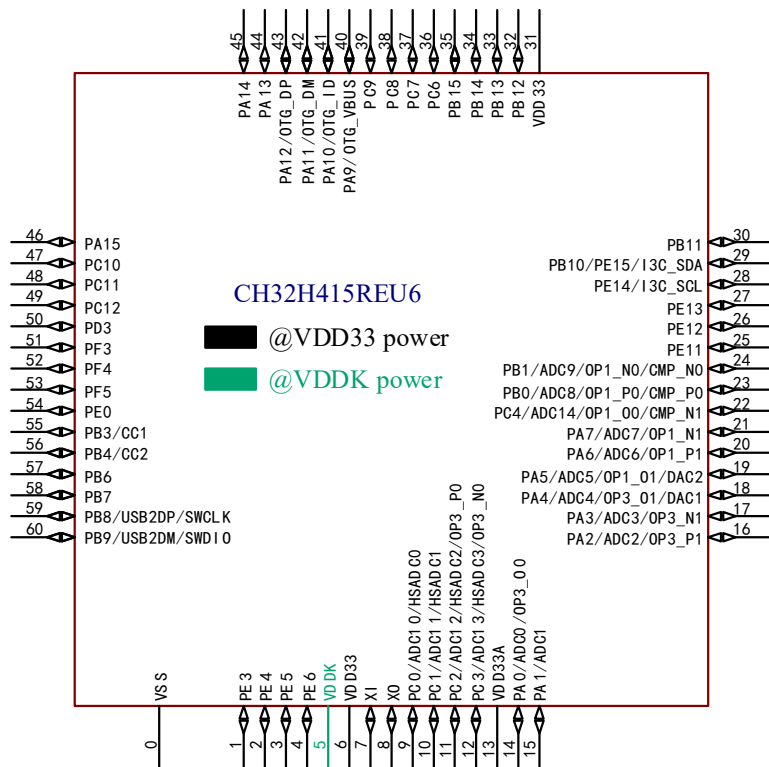 45
44
43
42
41
40
39
38
37
36
35
34
33
32
31
PA14
PA13
PA12/OTG_DP
PA11/OTG_DM
PA10/OTG_ID
PA9/OTG_VBUS
PC9
PC8
PC7
PC6
PB15
PB14
PB13
PB12
VDD33
46 PA15
47 PC10
48 PC11
49 PC12
50 PD3
51 PF3
52 PF4
53 PF5
54 PE0
55 PB3/CC1
56 PB4/CC2
57 PB6
58 PB7
59 PB8/USB2DP/SWCLK
60 PB9/USB2DM/SWDIO
CH32H415REU6
@VDD33 power
@VDDK power
PB11 30
PB10/PE15/I3C_SDA 29
PE14/I3C_SCL 28
PE13 27
PE12 26
PE11 25
PB1/ADC9/OP1_N0/CMP_N0 24
PB0/ADC8/OP1_P0/CMP_P0 23
PC4/ADC14/OP1_O0/CMP_N1 22
PA7/ADC7/OP1_N1 21
PA6/ADC6/OP1_P1 20
PA5/ADC5/OP1_O1/DAC2 19
PA4/ADC4/OP3_O1/DAC1 18
PA3/ADC3/OP3_N1 17
PA2/ADC2/OP3_P1 16
VSS
PE3
PE4
PE5
PE6
VDDK
VDD33
XI
XO
PC0/ADC10/HSADC0
PC1/ADC11/HSADC1
PC2/ADC12/HSADC2/OP3_P0
PC3/ADC13/HSADC3/OP3_N0
VDD33A
PA0/ADC0/OP3_O0
PA1/ADC1
0
1
2
3
4
5
6
7
8
9
10
11
12
13
14
15